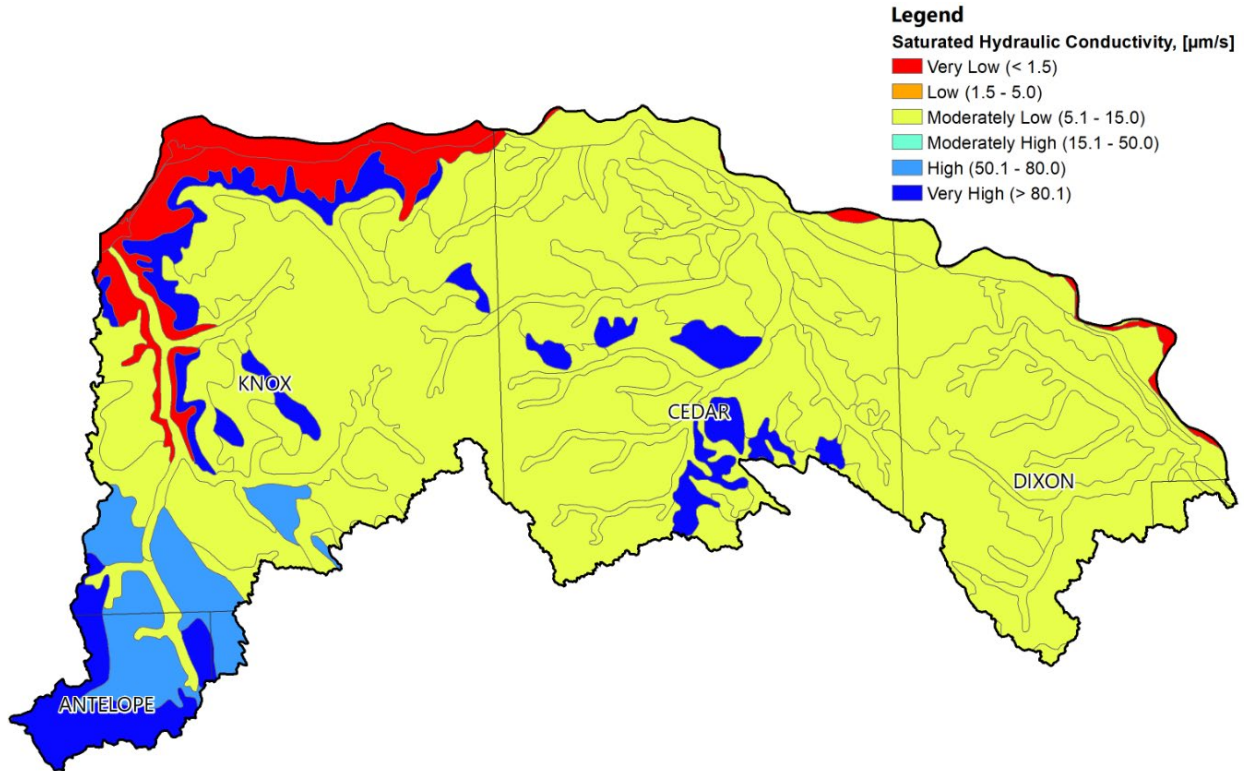 Legend
Saturated Hydraulic Conductivity, [µm/s]
Very Low (< 1.5)
Low (1.5 - 5.0)
Moderately Low (5.1 - 15.0)
Moderately High (15.1 - 50.0)
High (50.1 - 80.0)
Very High (> 80.1)
KNOX
CEDAR
DIXON
ANTELOPE